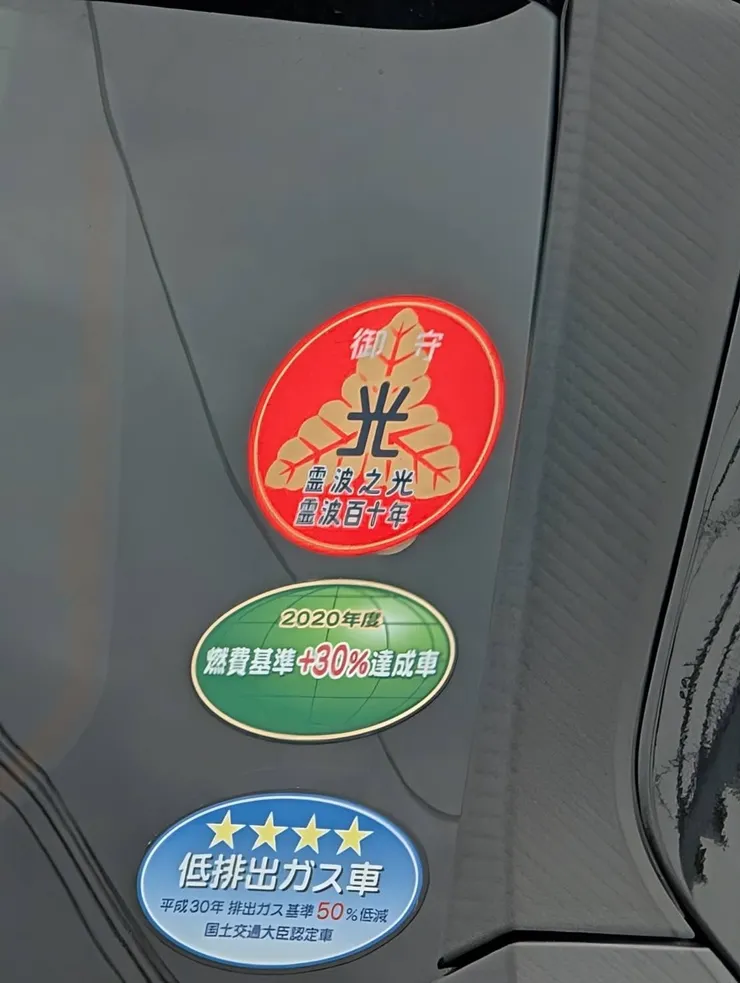 御守
光
霊波之光
霊波百十年
2020年度
燃費基準+30%達成車
★★★★
低排出ガス車
平成30年 排出ガス基準50%低減
国土交通大臣認定車